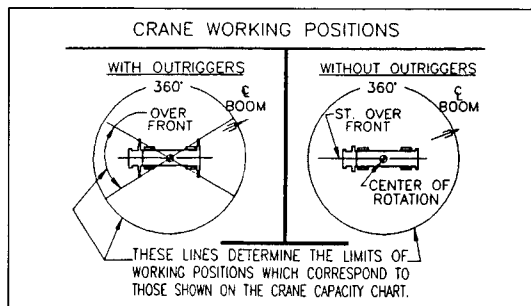 CRANE WORKING POSITIONS
WITH OUTRIGGERS
360°
℄
BOOM
OVER
FRONT
WITHOUT OUTRIGGERS
360°
℄
BOOM
ST. OVER
FRONT
CENTER OF
ROTATION
THESE LINES DETERMINE THE LIMITS OF
WORKING POSITIONS WHICH CORRESPOND TO
THOSE SHOWN ON THE CRANE CAPACITY CHART.